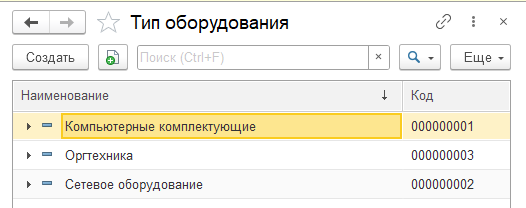 Тип оборудования
Создать Поиск (Ctrl+F) × Еще
Наименование ↓ Код
Компьютерные комплектующие 000000001
Оргтехника 000000003
Сетевое оборудование 000000002